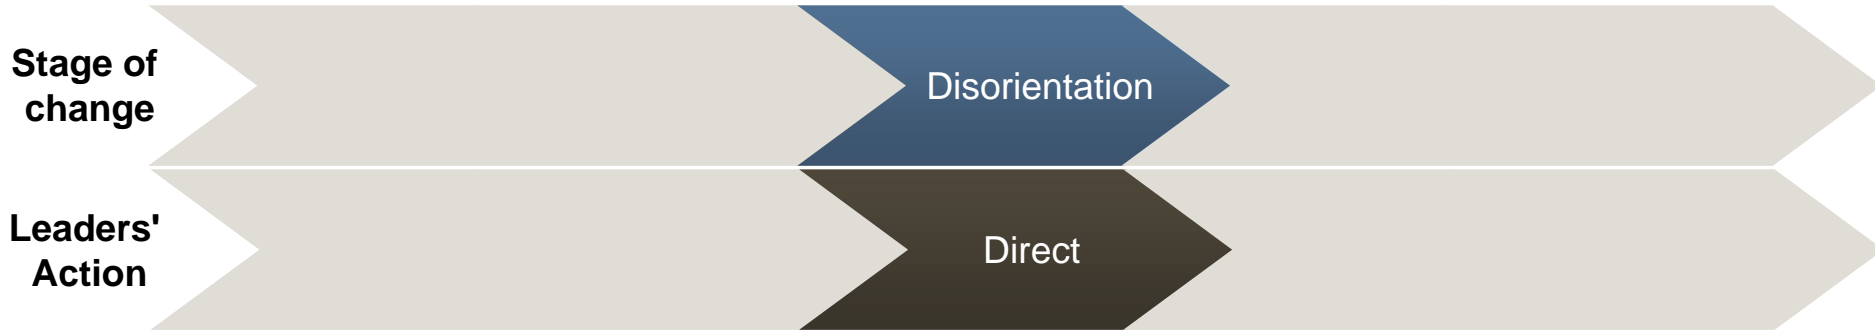 Stage of
change
Disorientation
Leaders'
Action
Direct